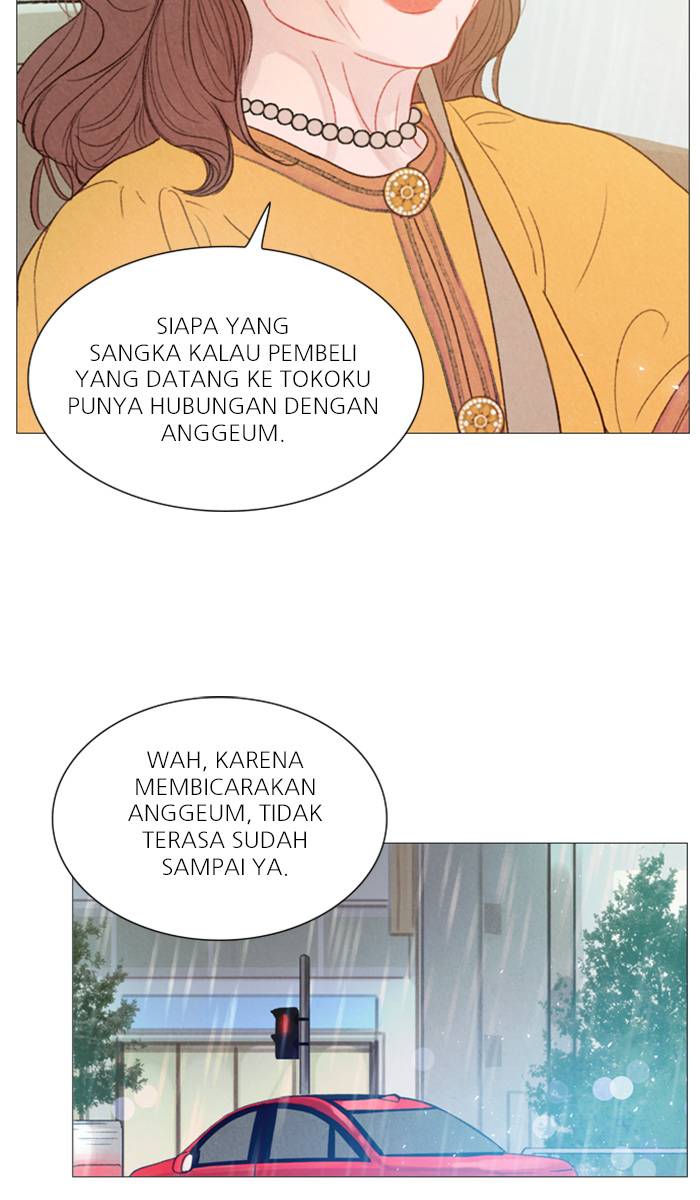 SIAPA YANG
SANGKA KALAU PEMBELI
YANG DATANG KE TOKOKU
PUNYA HUBUNGAN DENGAN
ANGGEUM.
WAH, KARENA
MEMBICARAKAN
ANGGEUM, TIDAK
TERASA SUDAH
SAMPAI YA.